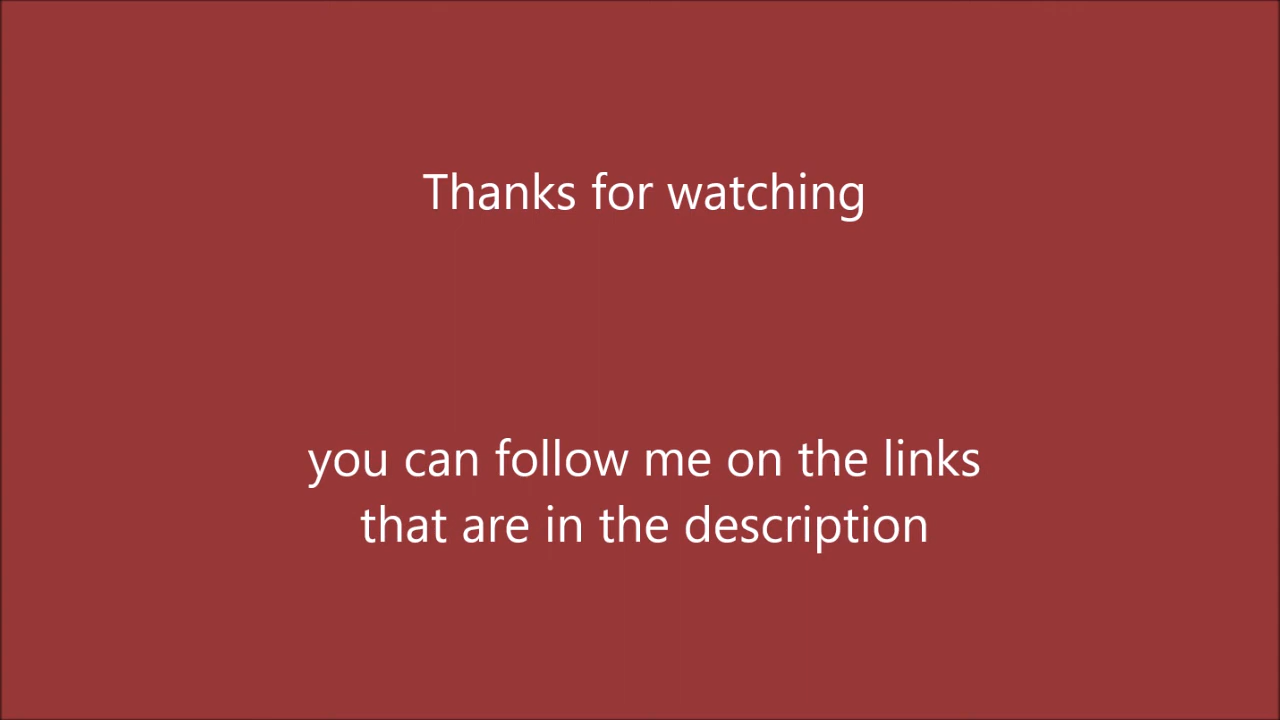 Thanks for watching
you can follow me on the links
that are in the description